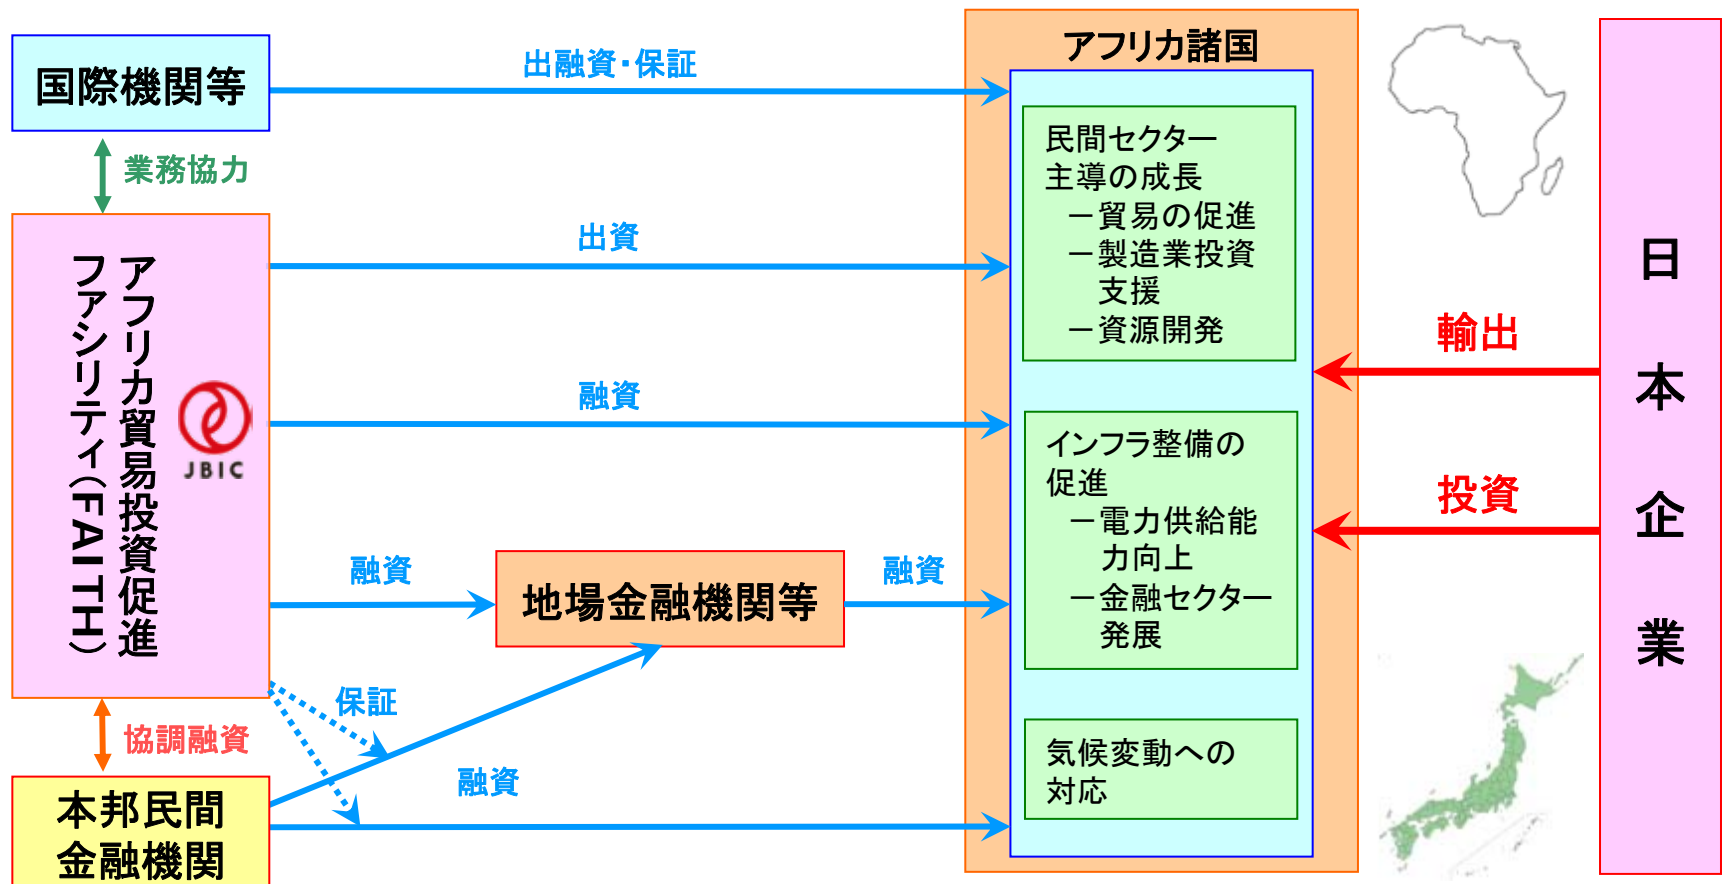 国際機関等
出融資・保証
アフリカ諸国
業務協力
アフリカ貿易投資促進
ファシリティ(FAITH)
JBIC
出資
融資
融資
地場金融機関等
融資
保証
協調融資
融資
本邦民間
金融機関
民間セクター
主導の成長
－貿易の促進
－製造業投資
支援
－資源開発
インフラ整備の
促進
－電力供給能
力向上
－金融セクター
発展
気候変動への
対応
輸出
投資
日本企業